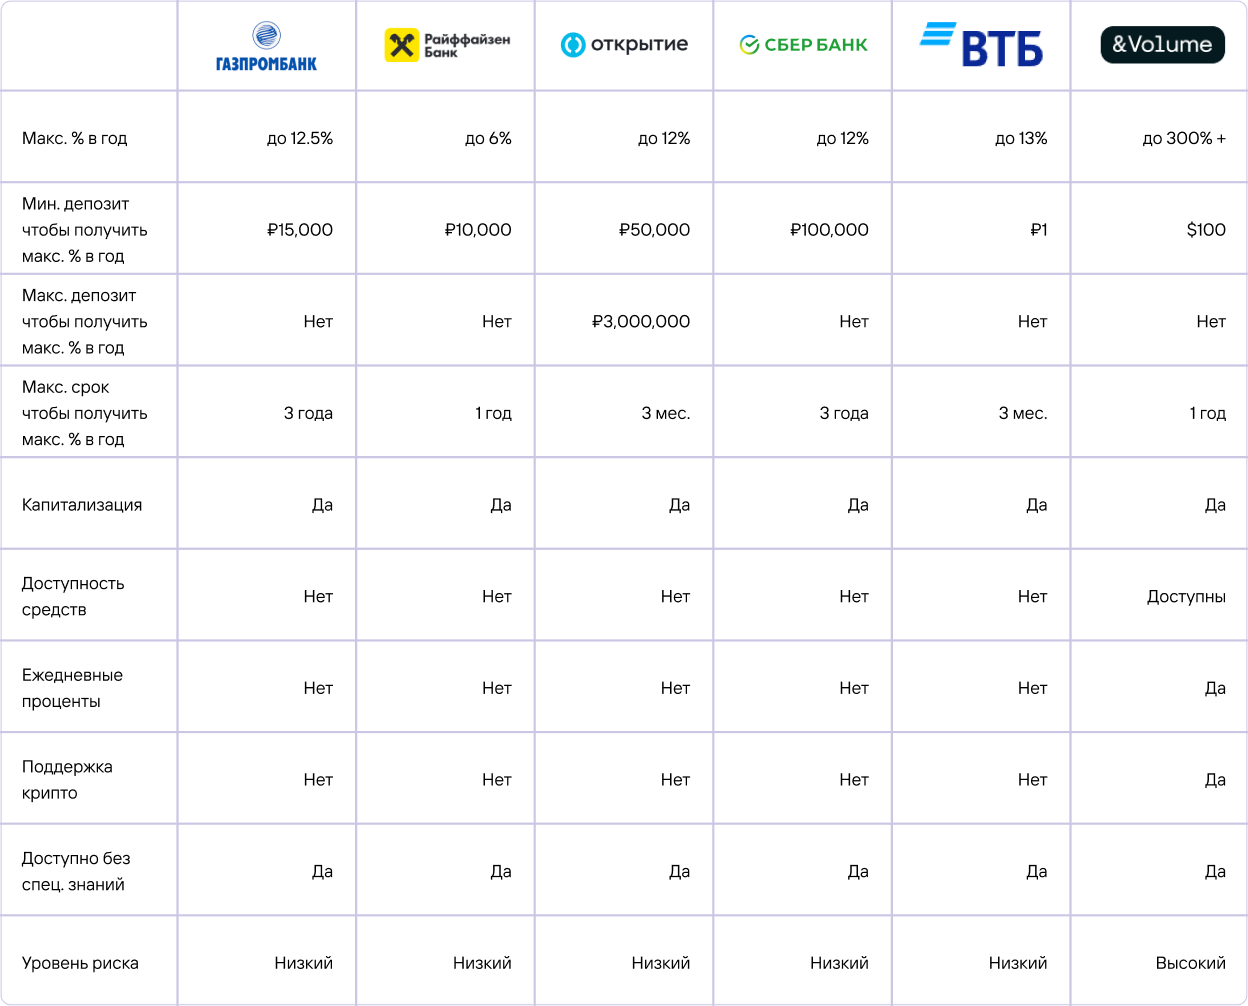 ГАЗПРОМБАНК
Райффайзен
Банк
открытие
СБЕР БАНК
ВТБ
&Volume
Макс. % в год
до 12.5%
до 6%
до 12%
до 12%
до 13%
до 300% +
Мин. депозит
чтобы получить
макс. % в год
₽15,000
₽10,000
₽50,000
₽100,000
₽1
$100
Макс. депозит
чтобы получить
макс. % в год
Нет
Нет
₽3,000,000
Нет
Нет
Нет
Макс. срок
чтобы получить
макс. % в год
3 года
1 год
3 мес.
3 года
3 мес.
1 год
Капитализация
Да
Да
Да
Да
Да
Да
Доступность
средств
Нет
Нет
Нет
Нет
Нет
Доступны
Ежедневные
проценты
Нет
Нет
Нет
Нет
Нет
Да
Поддержка
крипто
Нет
Нет
Нет
Нет
Нет
Да
Доступно без
спец. знаний
Да
Да
Да
Да
Да
Да
Уровень риска
Низкий
Низкий
Низкий
Низкий
Низкий
Высокий